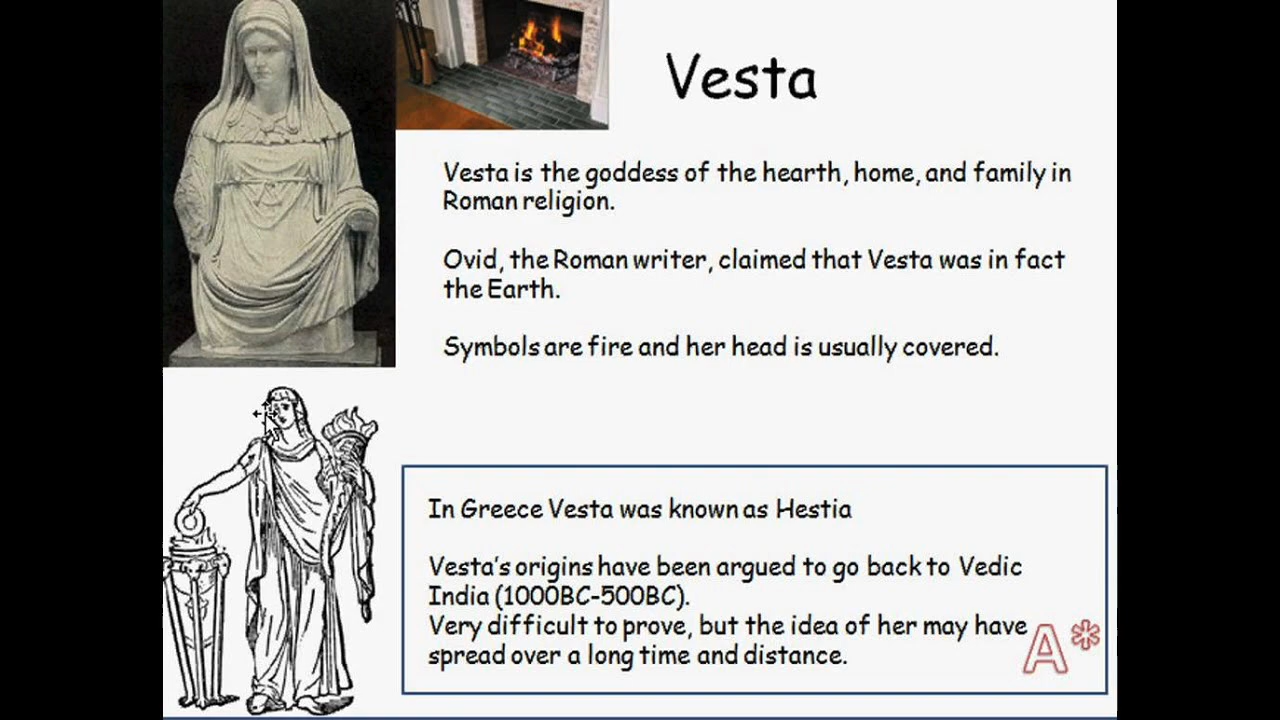 Vesta
Vesta is the goddess of the hearth, home, and family in
Roman religion.
Ovid, the Roman writer, claimed that Vesta was in fact
the Earth.
Symbols are fire and her head is usually covered.
In Greece Vesta was known as Hestia
Vesta's origins have been argued to go back to Vedic
India (1000BC-500BC).
Very difficult to prove, but the idea of her may have
spread over a long time and distance.
A*